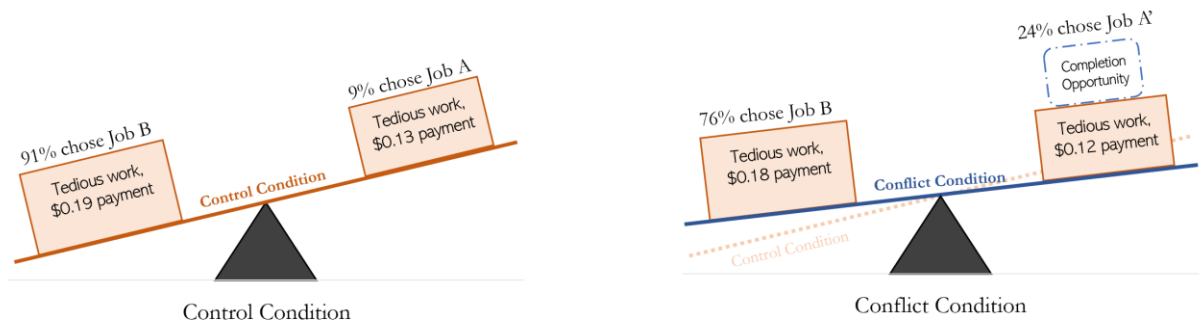 91% chose Job B
Tedious work,
$0.19 payment
Control Condition
9% chose Job A
Tedious work,
$0.13 payment
Control Condition
76% chose Job B
Tedious work,
$0.18 payment
Conflict Condition
Control Condition
24% chose Job A’
Completion
Opportunity
Tedious work,
$0.12 payment
Conflict Condition